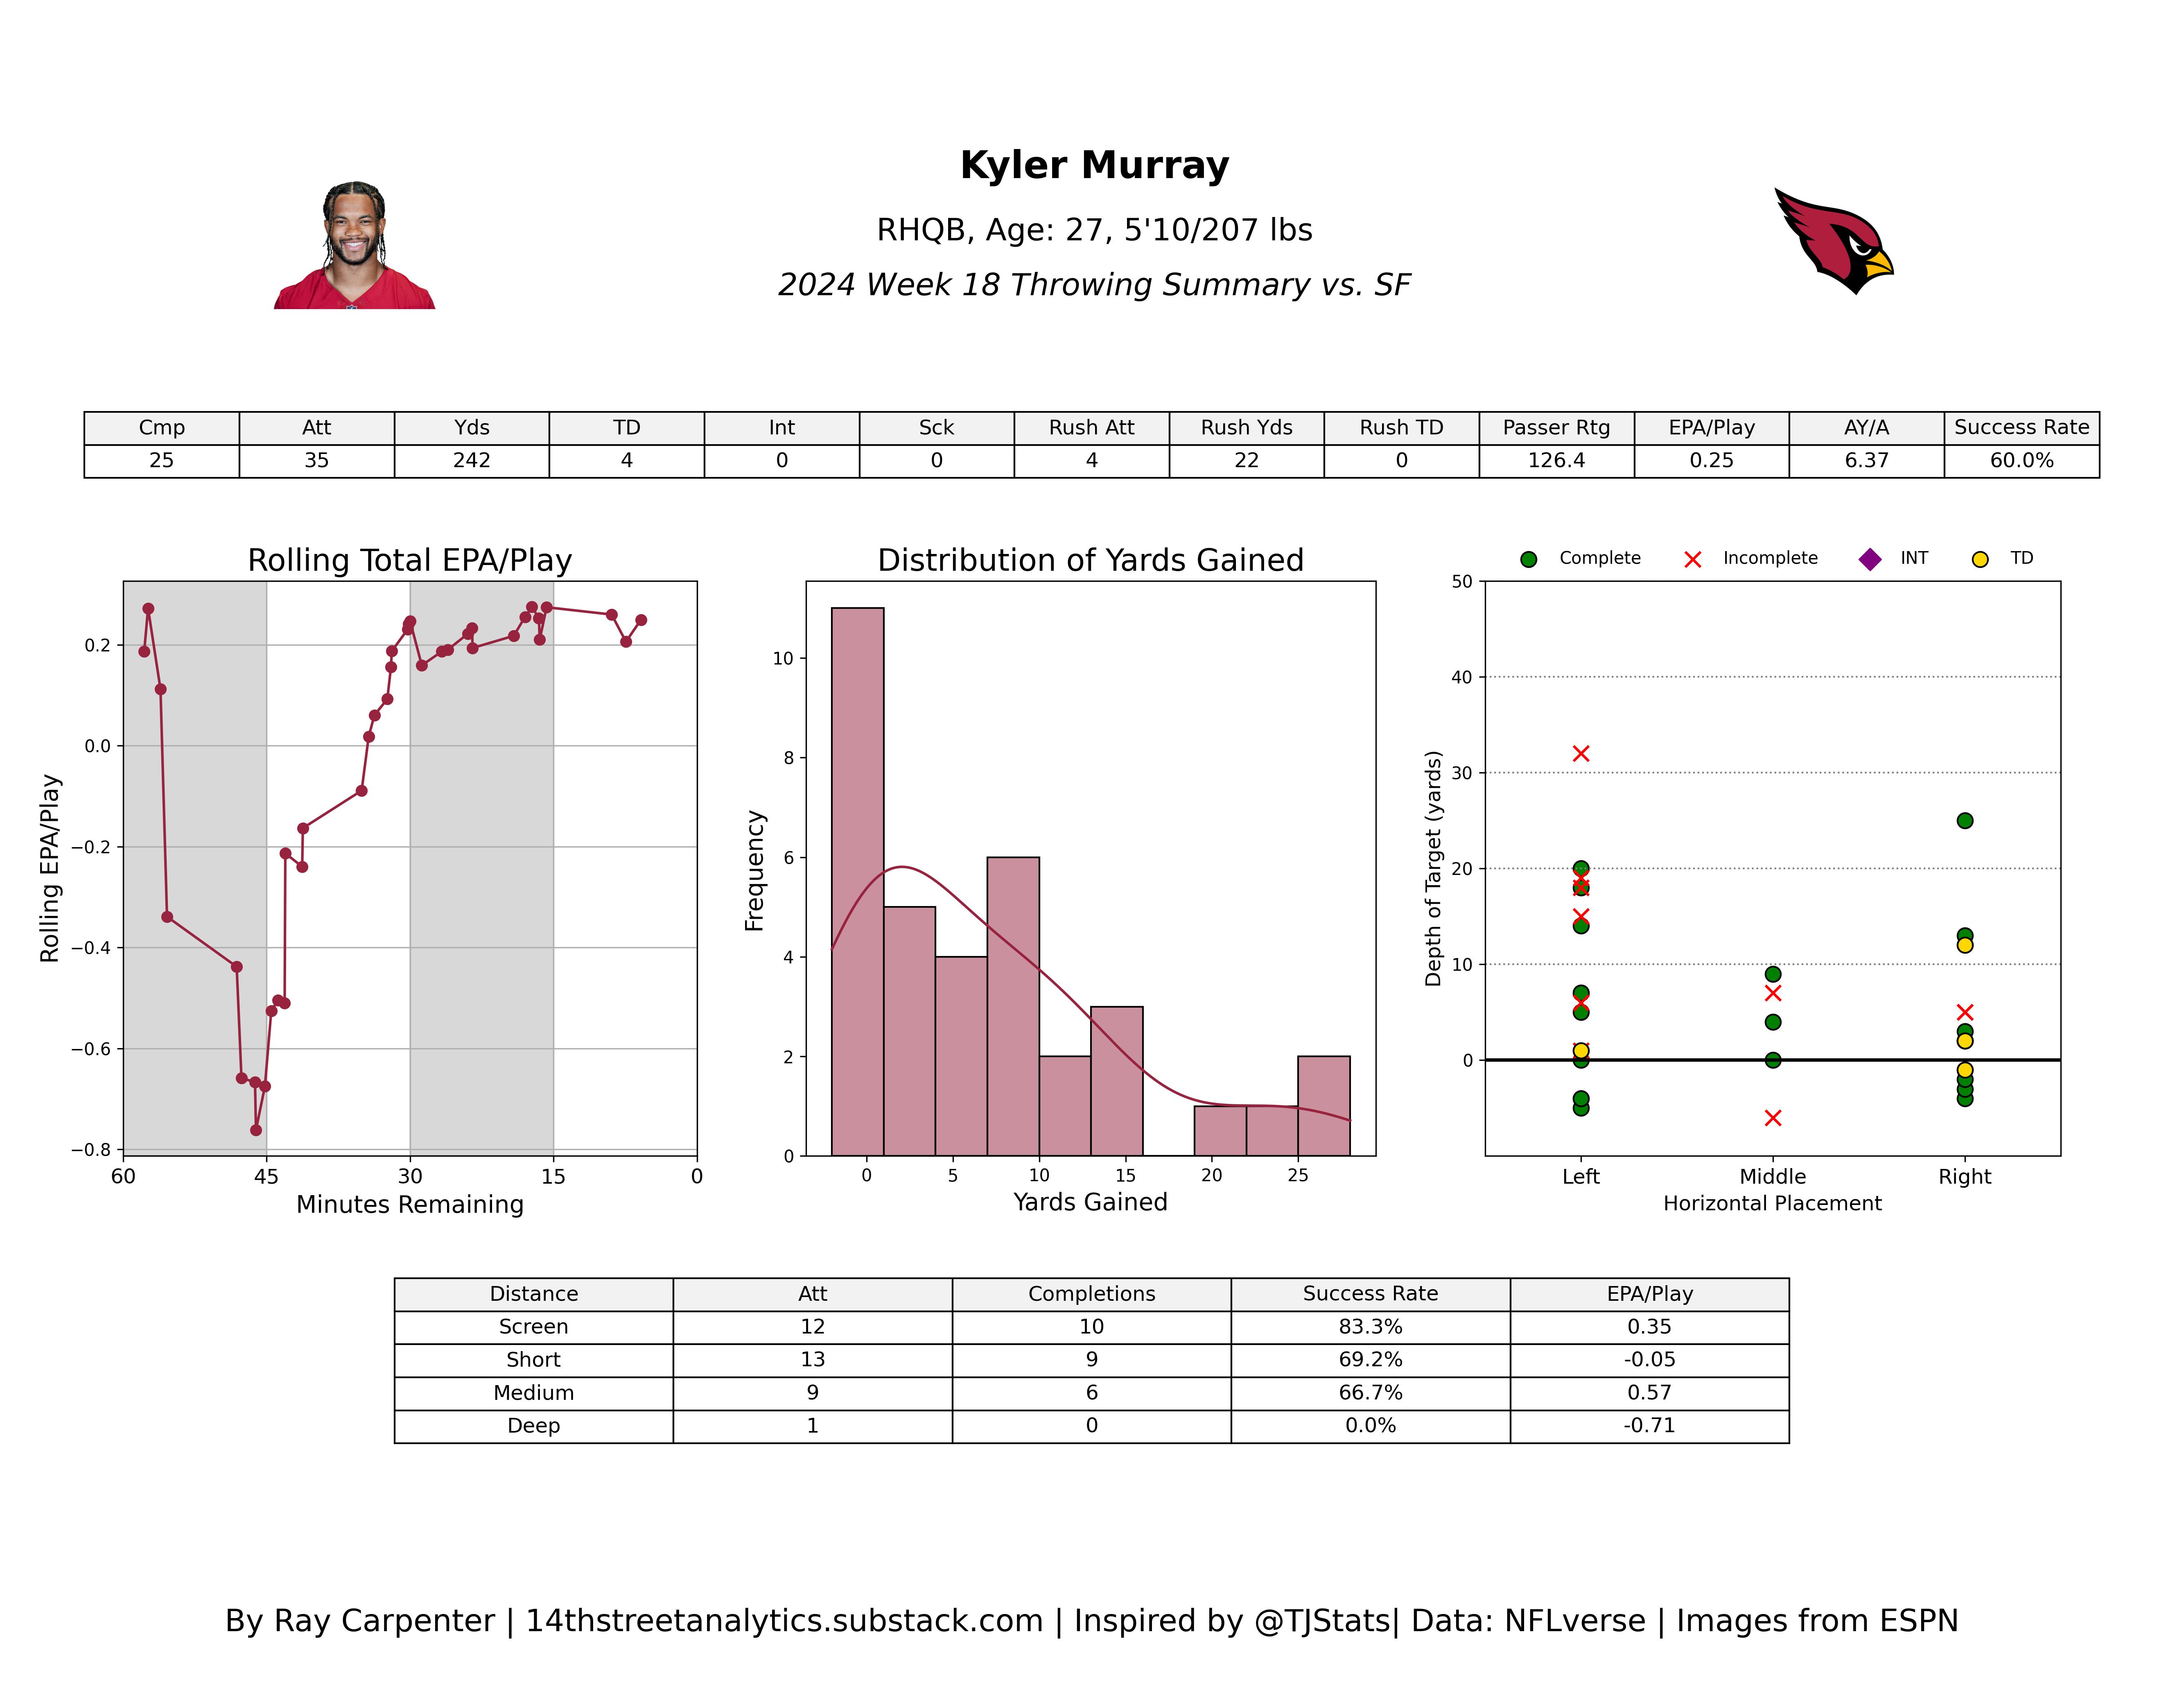 Kyler Murray
RHQB, Age: 27, 5'10/207 lbs
2024 Week 18 Throwing Summary vs. SF
Cmp Att Yds TD Int Sck Rush Att Rush Yds Rush TD Passer Rtg EPA/Play AY/A Success Rate
25 35 242 4 0 0 4 22 0 126.4 0.25 6.37 60.0%
Rolling Total EPA/Play
0.2
0.0
−0.2
−0.4
−0.6
−0.8
Rolling EPA/Play
60 45 30 15 0
Minutes Remaining
Distribution of Yards Gained
10
8
6
4
2
0
Frequency
0 5 10 15 20 25
Yards Gained
Complete Incomplete INT TD
50
40
30
20
10
0
Depth of Target (yards)
Left Middle Right
Horizontal Placement
Distance Att Completions Success Rate EPA/Play
Screen 12 10 83.3% 0.35
Short 13 9 69.2% -0.05
Medium 9 6 66.7% 0.57
Deep 1 0 0.0% -0.71
By Ray Carpenter | 14thstreetanalytics.substack.com | Inspired by @TJStats| Data: NFLverse | Images from ESPN